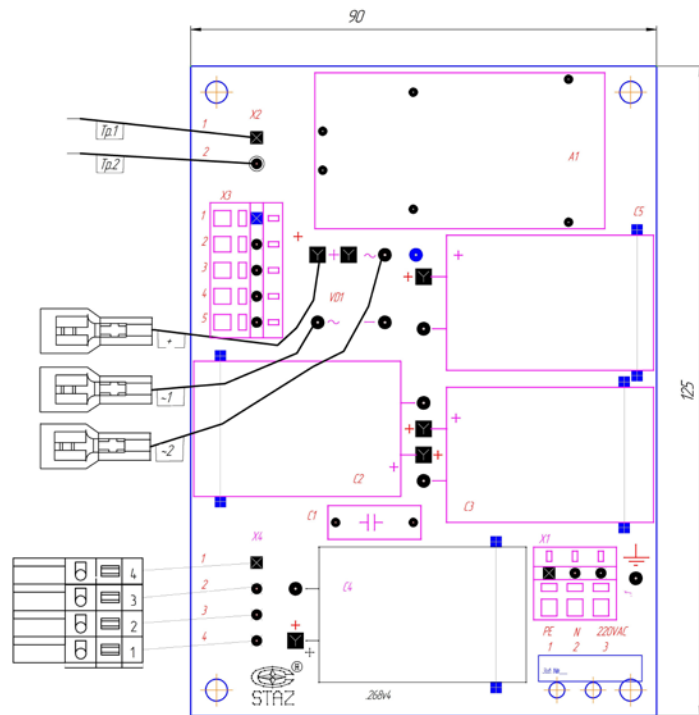 90
125
X2
1
2
Тр.1
Тр.2
A1
X3
1
2
3
4
5
+
+
~
VD1
~
−
C5
+
+
+
~1
~2
C2
+
+
+
+
C3
C1
X4
1
2
3
4
4
3
2
1
C4
+
+
X1
PE N 220VAC
1 2 3
1
®
STAZ
.268v4